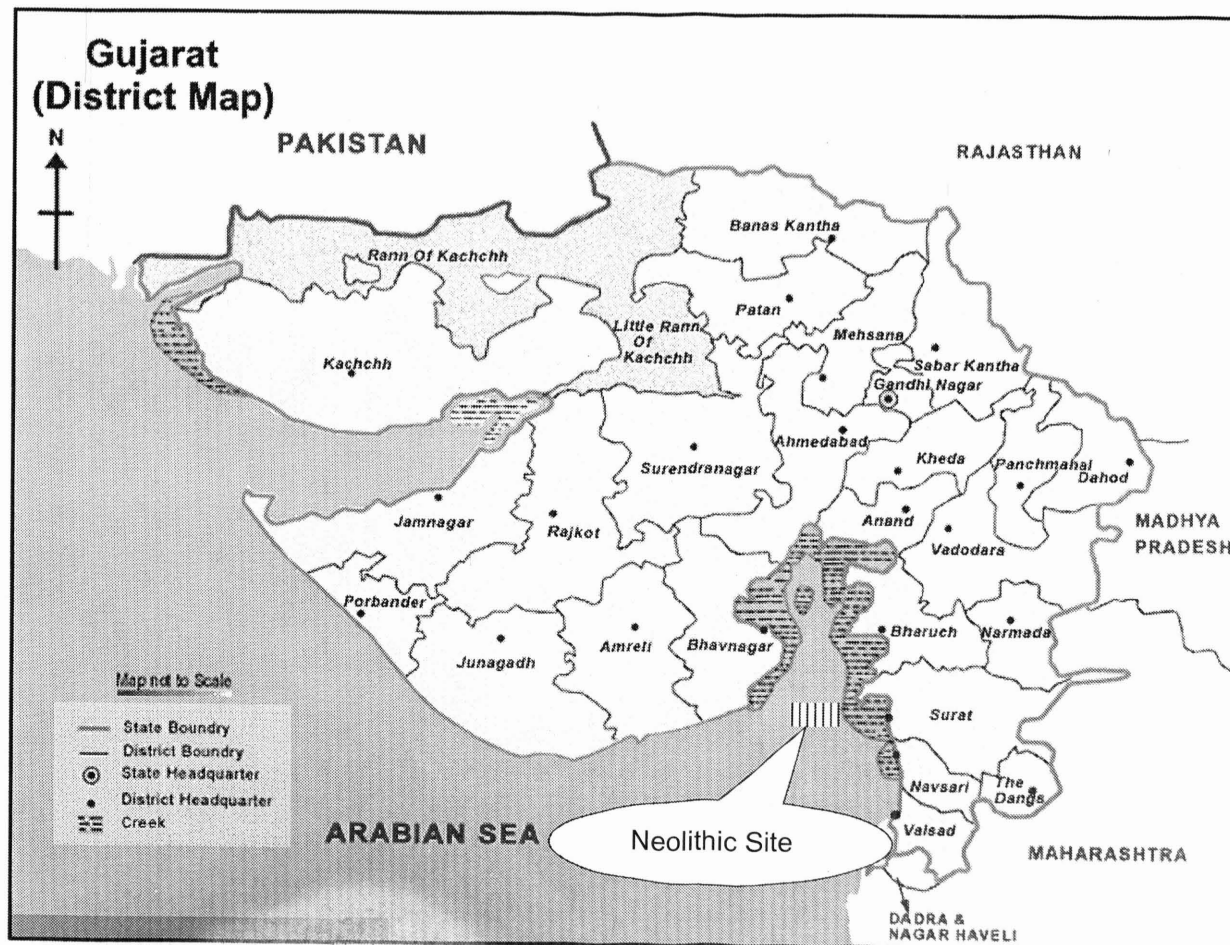 Gujarat
(District Map)
N
PAKISTAN
RAJASTHAN
Banas Kantha
Rann Of Kachchh
Patan
Little Rann
Of
Kachchh
Mehsana
Kachchh
Sabar Kantha
Gandhi Nagar
Ahmedabad
Surendranagar
Kheda
Panchmahal
Dahod
Jamnagar
Rajkot
Anand
Vadodara
MADHYA
PRADESH
Porbander
Junagadh
Amreli
Bhavnagar
Bharuch
Narmada
Map not to Scale
State Boundry
District Boundry
State Headquarter
District Headquarter
Creek
Surat
Navsari
The
Dangs
ARABIAN SEA
Neolithic Site
Valsad
MAHARASHTRA
DADRA &
NAGAR HAVELI